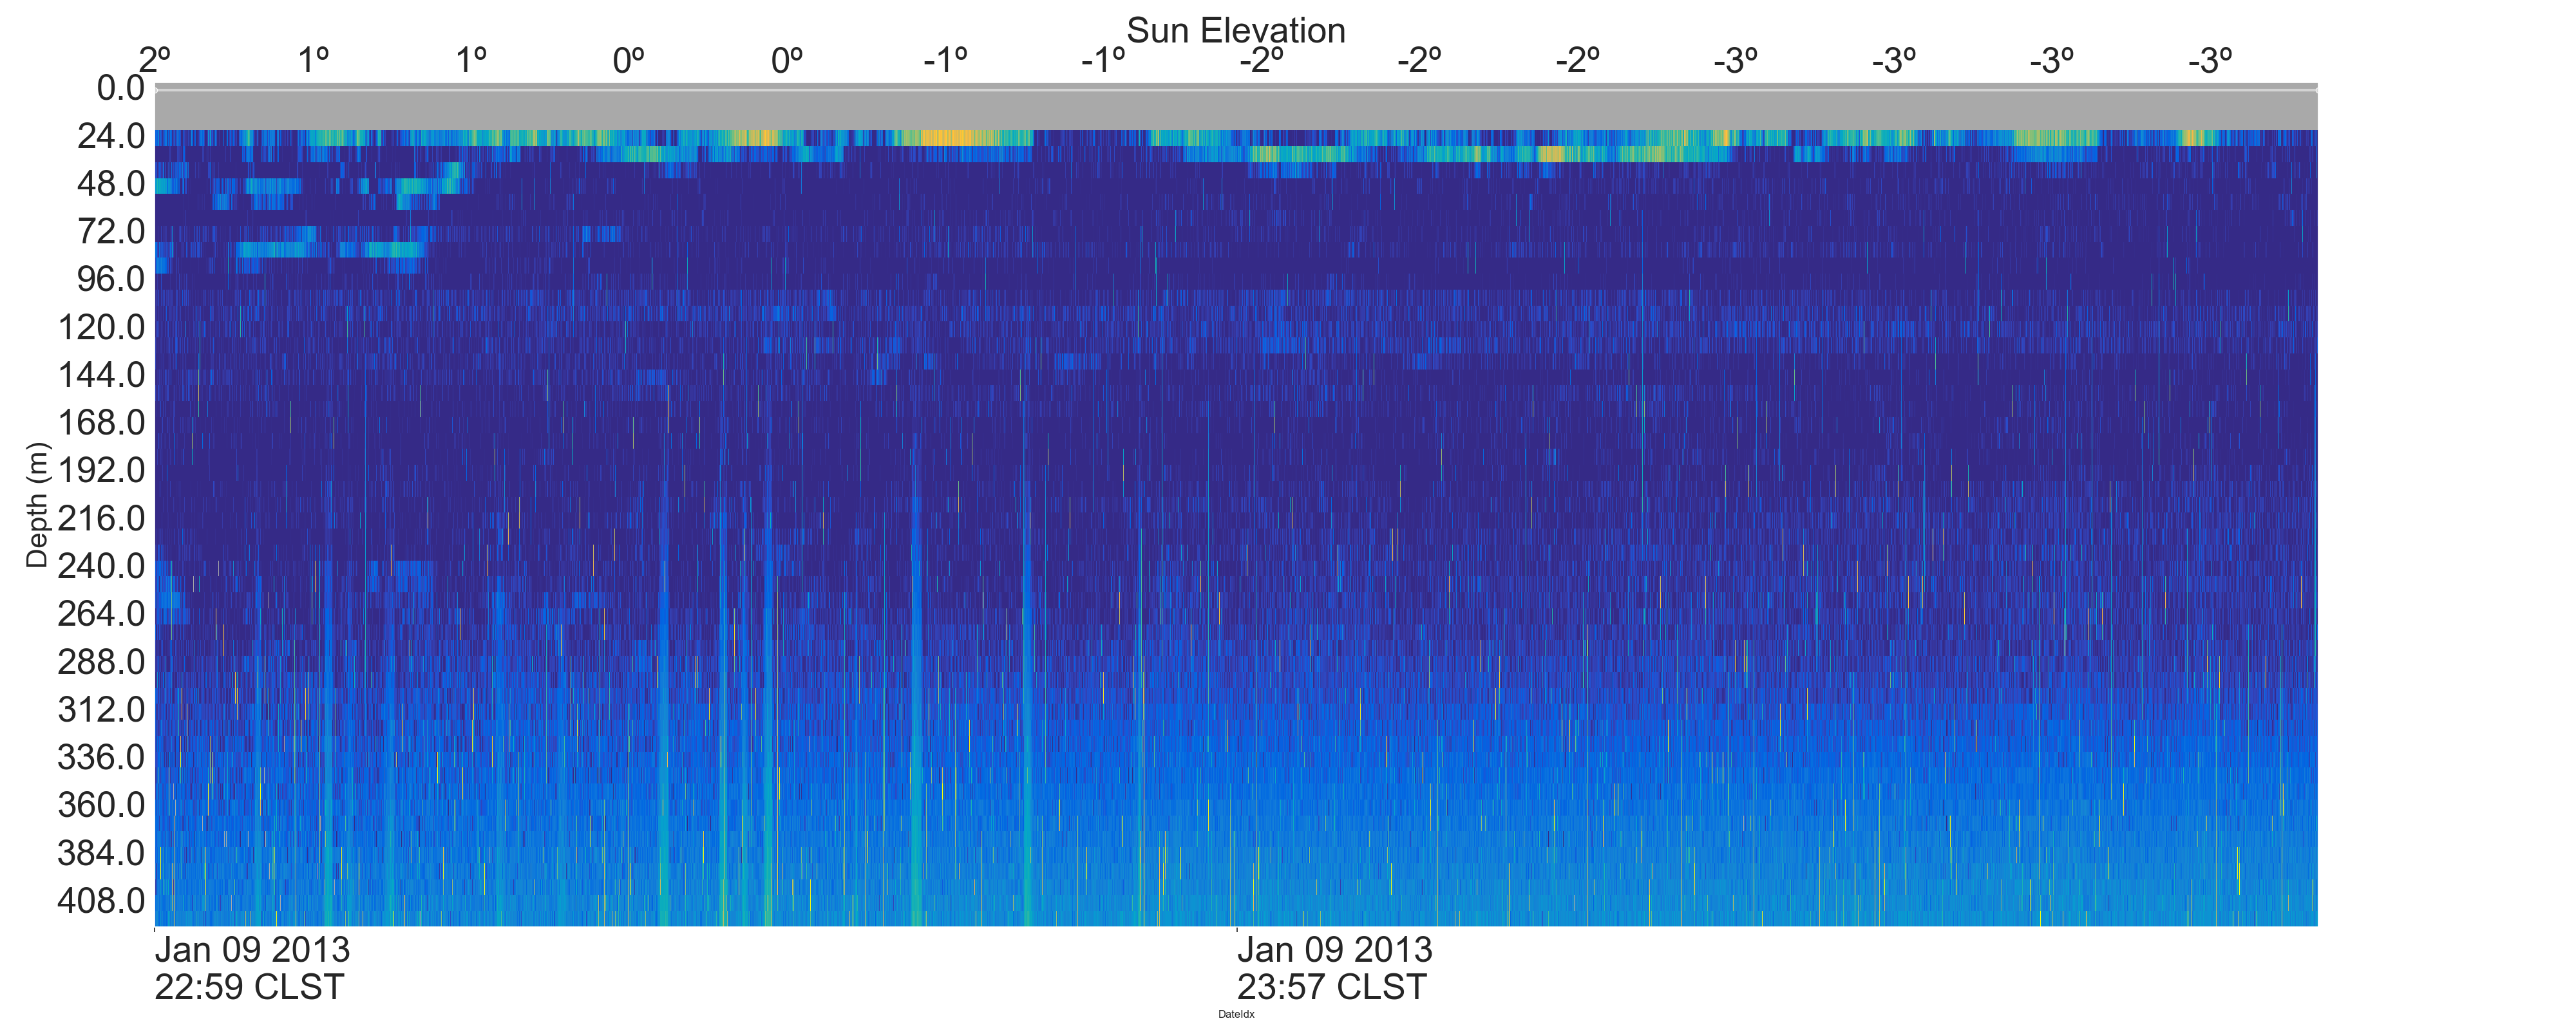 Sun Elevation
2º 1º 1º 0º 0º -1º -1º -2º -2º -2º -3º -3º -3º -3º
0.0
24.0
48.0
72.0
96.0
120.0
144.0
168.0
192.0
216.0
240.0
264.0
288.0
312.0
336.0
360.0
384.0
408.0
Depth (m)
Jan 09 2013
22:59 CLST
Jan 09 2013
23:57 CLST
DateIdx